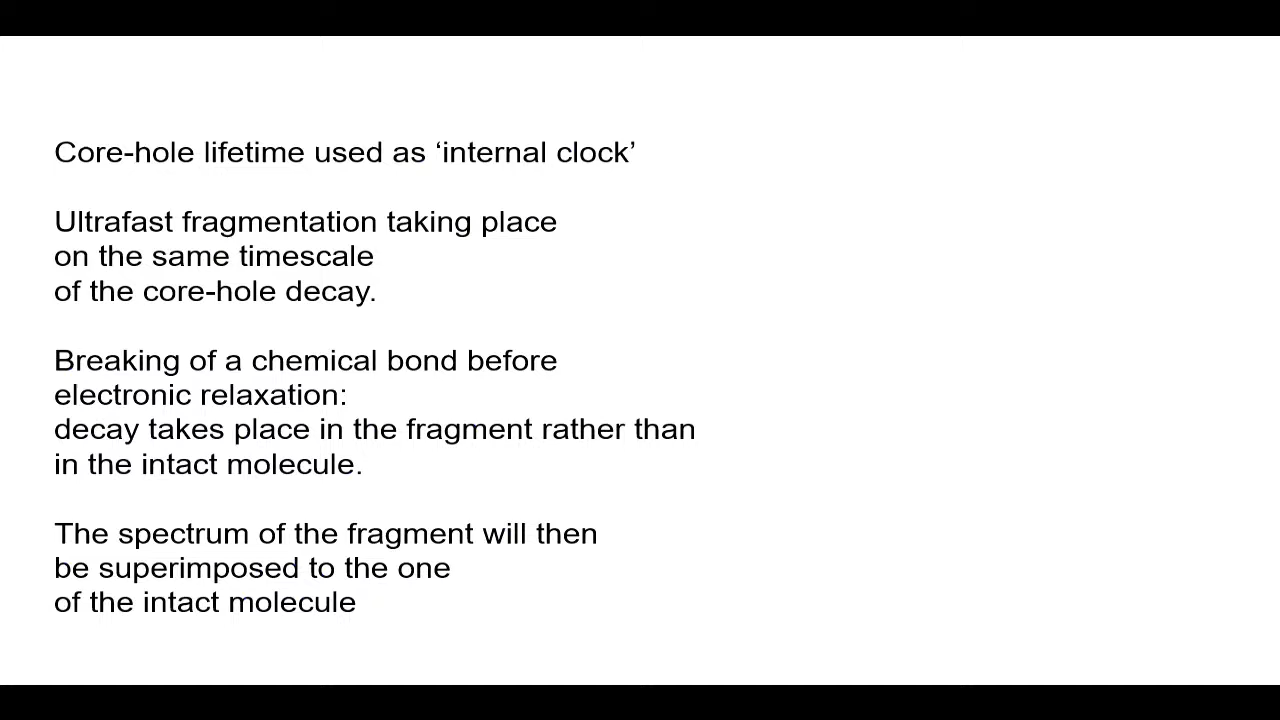 Core-hole lifetime used as ‘internal clock’
Ultrafast fragmentation taking place
on the same timescale
of the core-hole decay.
Breaking of a chemical bond before
electronic relaxation:
decay takes place in the fragment rather than
in the intact molecule.
The spectrum of the fragment will then
be superimposed to the one
of the intact molecule